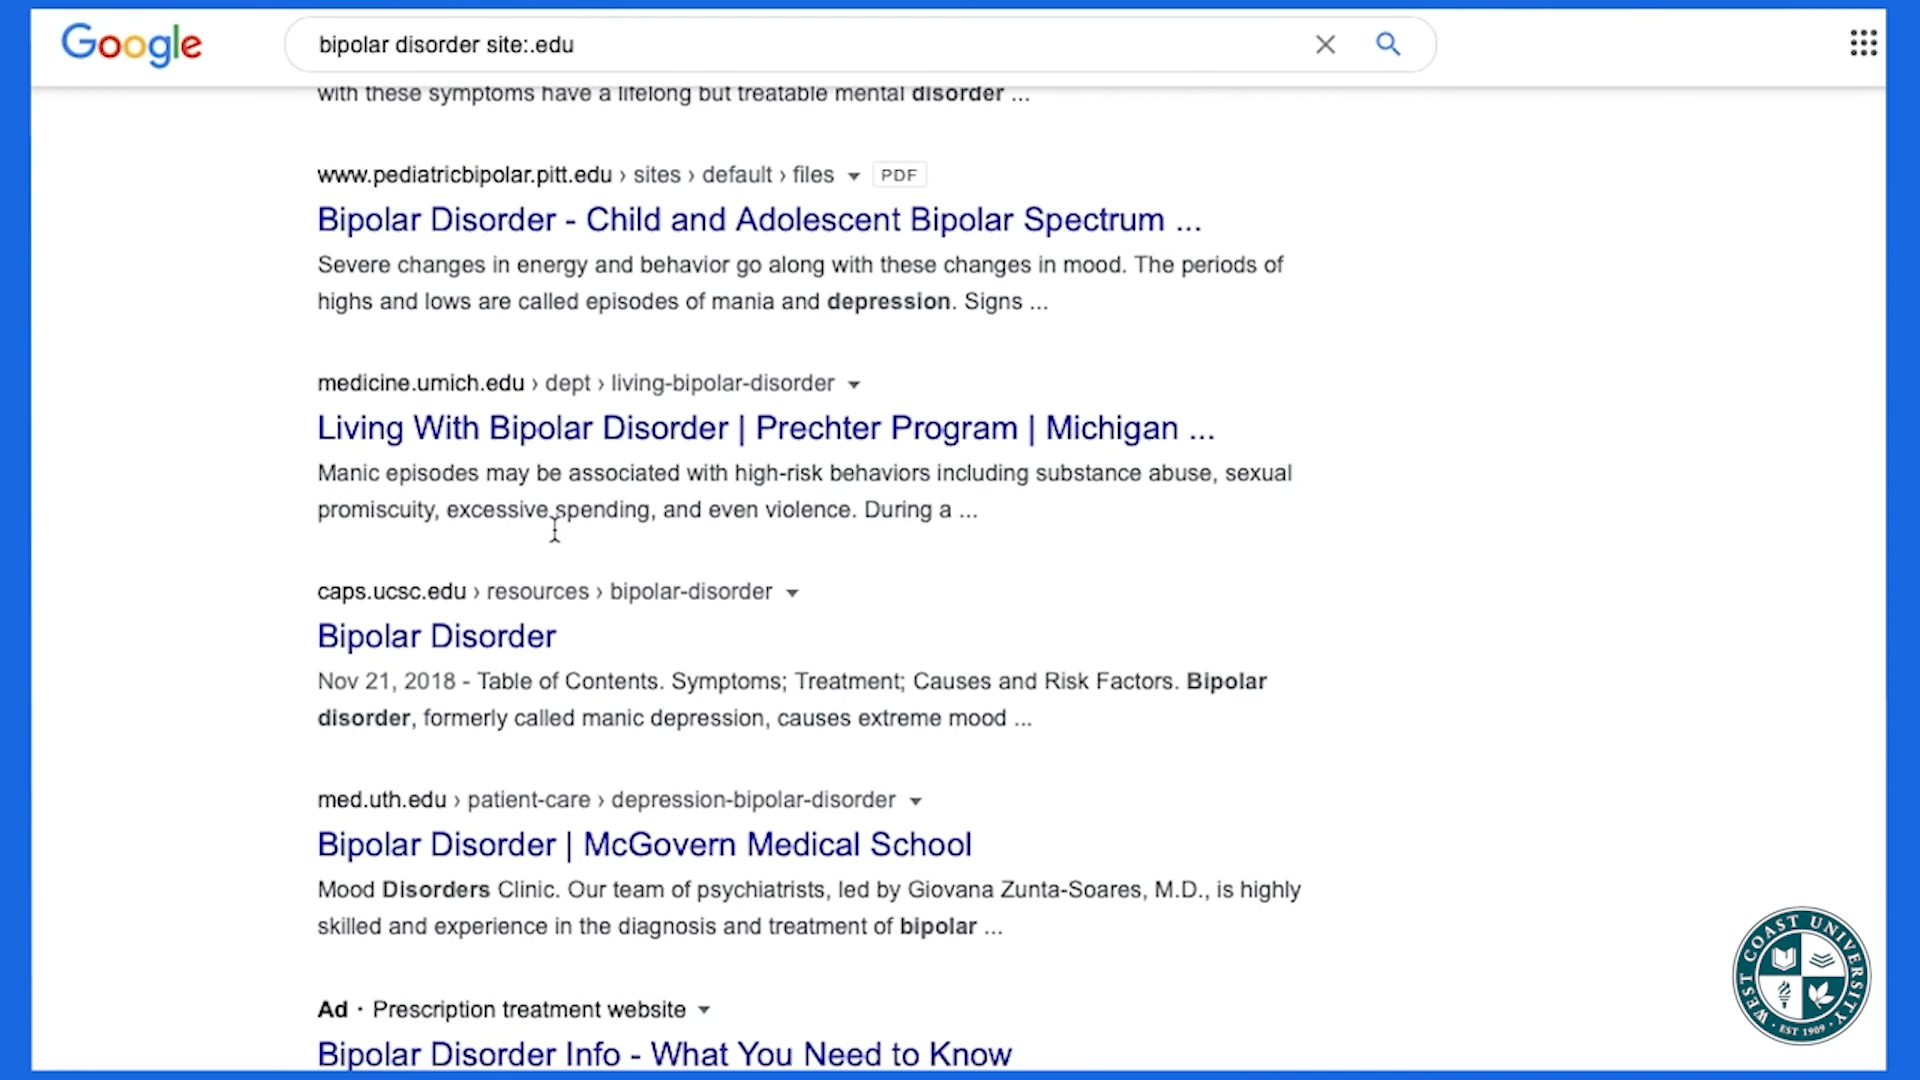 Google
bipolar disorder site:.edu
with these symptoms have a lifelong but treatable mental disorder ...
www.pediatricbipolar.pitt.edu › sites › default › files
PDF
Bipolar Disorder - Child and Adolescent Bipolar Spectrum ...
Severe changes in energy and behavior go along with these changes in mood. The periods of
highs and lows are called episodes of mania and depression. Signs ...
medicine.umich.edu › dept › living-bipolar-disorder
Living With Bipolar Disorder | Prechter Program | Michigan ...
Manic episodes may be associated with high-risk behaviors including substance abuse, sexual
promiscuity, excessive spending, and even violence. During a ...
caps.ucsc.edu › resources › bipolar-disorder
Bipolar Disorder
Nov 21, 2018 - Table of Contents. Symptoms; Treatment; Causes and Risk Factors. Bipolar
disorder, formerly called manic depression, causes extreme mood ...
med.uth.edu › patient-care › depression-bipolar-disorder
Bipolar Disorder | McGovern Medical School
Mood Disorders Clinic. Our team of psychiatrists, led by Giovana Zunta-Soares, M.D., is highly
skilled and experience in the diagnosis and treatment of bipolar ...
Ad · Prescription treatment website
Bipolar Disorder Info - What You Need to Know
WEST COAST UNIVERSITY
· EST 1909 ·